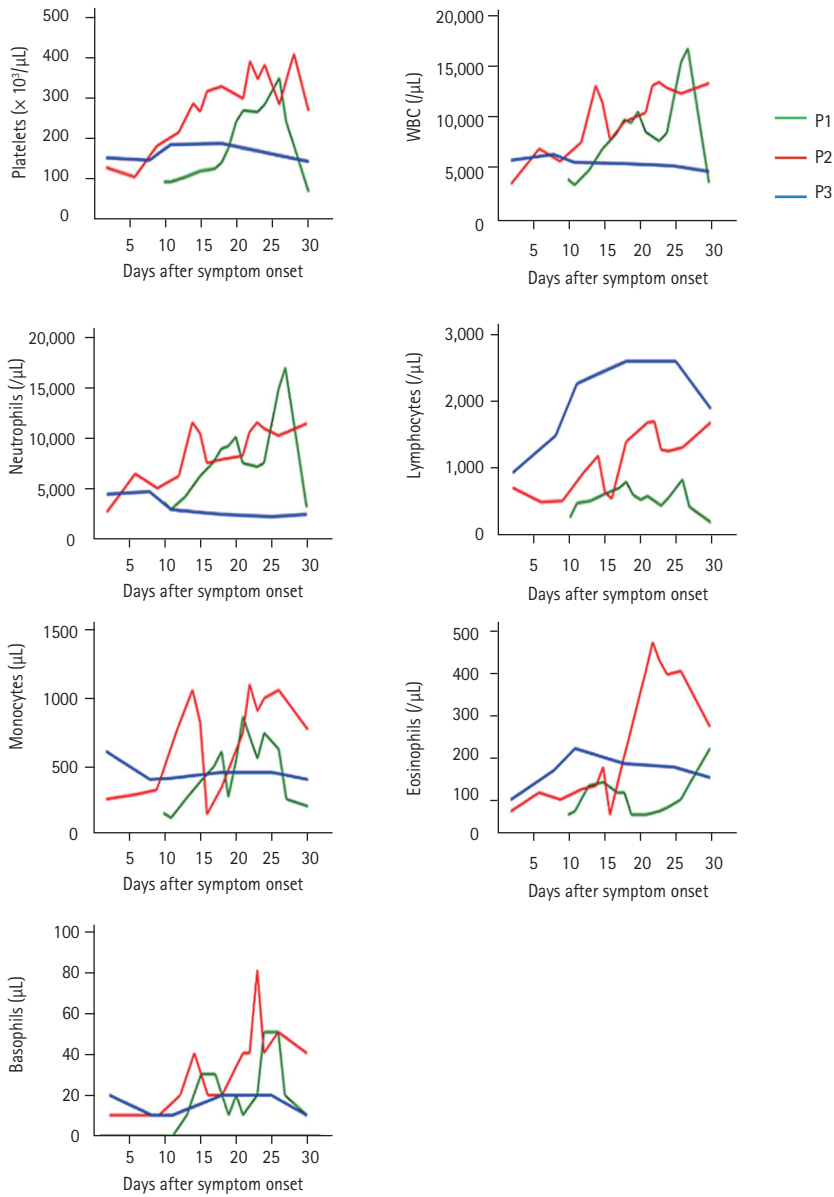 500
400
300
200
100
0
Platelets (× 10³/μL)
5 10 15 20 25 30
Days after symptom onset
20,000
15,000
10,000
5,000
0
WBC (/μL)
5 10 15 20 25 30
Days after symptom onset
P1
P2
P3
20,000
15,000
10,000
5,000
0
Neutrophils (/μL)
5 10 15 20 25 30
Days after symptom onset
3,000
2,000
1,000
0
Lymphocytes (/μL)
5 10 15 20 25 30
Days after symptom onset
1500
1000
500
0
Monocytes (μL)
5 10 15 20 25 30
Days after symptom onset
500
400
300
200
100
0
Eosinophils (/μL)
5 10 15 20 25 30
Days after symptom onset
100
80
60
40
20
0
Basophils (μL)
5 10 15 20 25 30
Days after symptom onset